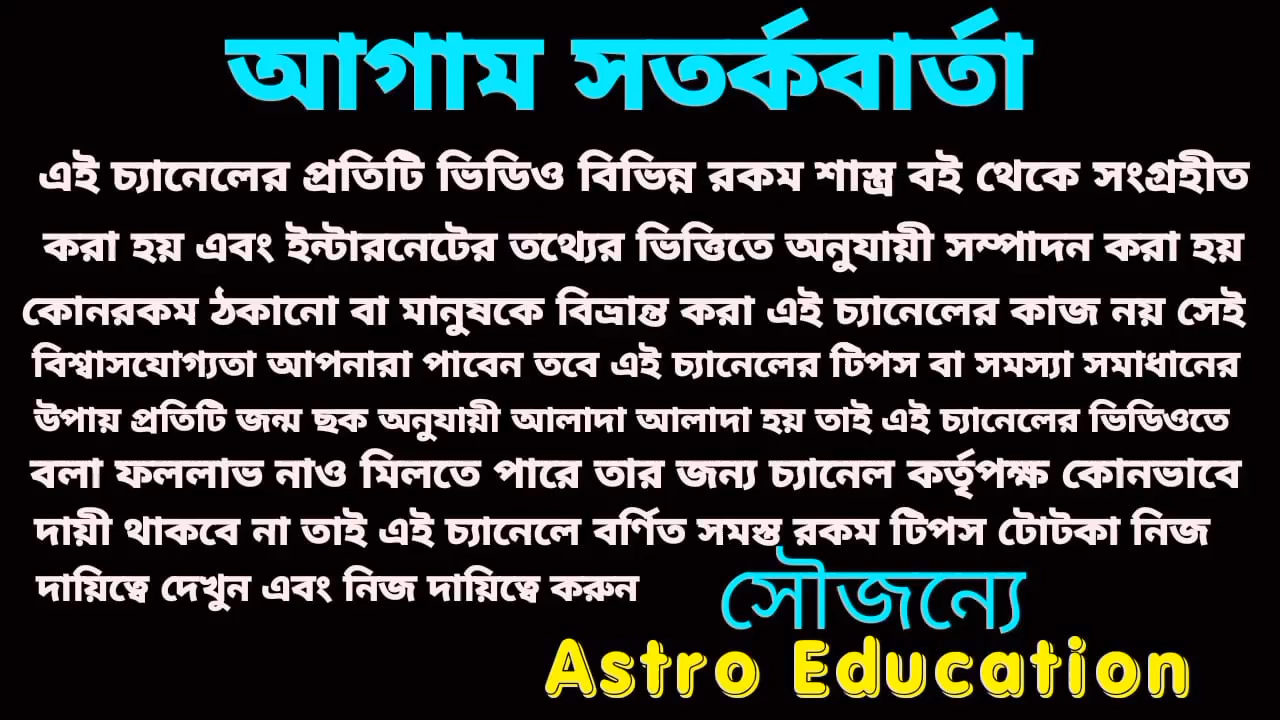 আগাম সতর্কবার্তা
এই চ্যানেলের প্রতিটি ভিডিও বিভিন্ন রকম শাস্ত্র বই থেকে সংগ্রহীত
করা হয় এবং ইন্টারনেটের তথ্যের ভিত্তিতে অনুযায়ী সম্পাদন করা হয়
কোনরকম ঠকানো বা মানুষকে বিভ্রান্ত করা এই চ্যানেলের কাজ নয় সেই
বিশ্বাসযোগ্যতা আপনারা পাবেন তবে এই চ্যানেলের টিপস বা সমস্যা সমাধানের
উপায় প্রতিটি জন্ম ছক অনুযায়ী আলাদা আলাদা হয় তাই এই চ্যানেলের ভিডিওতে
বলা ফললাভ নাও মিলতে পারে তার জন্য চ্যানেল কর্তৃপক্ষ কোনভাবে
দায়ী থাকবে না তাই এই চ্যানেলে বর্ণিত সমস্ত রকম টিপস টোটকা নিজ
দায়িত্বে দেখুন এবং নিজ দায়িত্বে করুন
সৌজন্যে
Astro Education